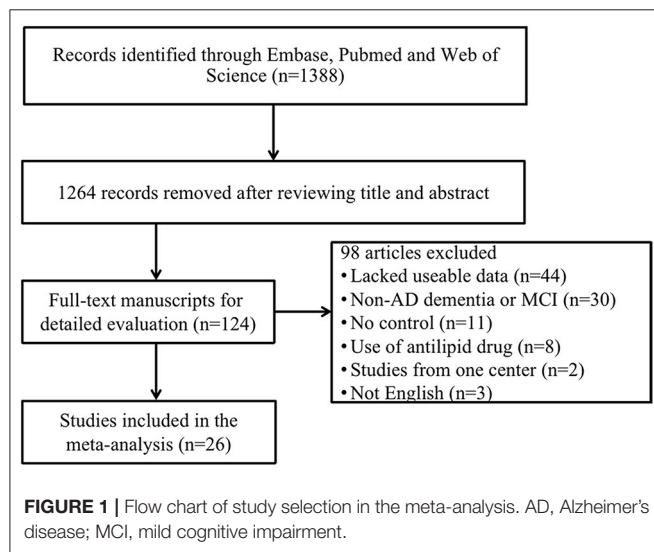 Records identified through Embase, Pubmed and Web of
Science (n=1388)
1264 records removed after reviewing title and abstract
Full-text manuscripts for
detailed evaluation (n=124)
98 articles excluded
•Lacked useable data (n=44)
•Non-AD dementia or MCI (n=30)
•No control (n=11)
•Use of antilipid drug (n=8)
•Studies from one center (n=2)
•Not English (n=3)
Studies included in the
meta-analysis (n=26)
FIGURE 1 | Flow chart of study selection in the meta-analysis. AD, Alzheimer's
disease; MCI, mild cognitive impairment.